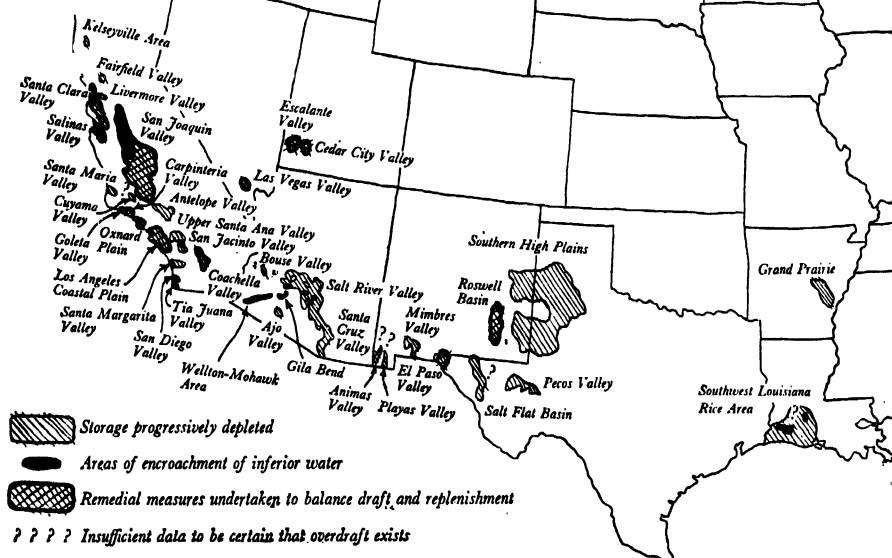 Kelseyville Area
Fairfield Valley
Santa Clara
Valley
Livermore Valley
Salinas
Valley
San Joaquin
Valley
Escalante
Valley
Cedar City Valley
Santa Maria
Valley
Carpinteria
Valley
Las Vegas Valley
Cuyama
Valley
Antelope Valley
Goleta
Valley
Oxnard
Plain
Upper Santa Ana Valley
San Jacinto Valley
Bouse Valley
Los Angeles
Coastal Plain
Coachella
Valley
Salt River Valley
Santa Margarita
Valley
Tia Juana
Valley
San Diego
Valley
Ajo
Valley
Wellton-Mohawk
Area
Gila Bend
Santa
Cruz
Valley
? ?
Animas
Valley
Playas Valley
Mimbres
Valley
El Paso
Valley
Roswell
Basin
Southern High Plains
?
Salt Flat Basin
Pecos Valley
Grand Prairie
Southwest Louisiana
Rice Area
?
Storage progressively depleted
Areas of encroachment of inferior water
Remedial measures undertaken to balance draft and replenishment
? ? ? ? Insufficient data to be certain that overdraft exists